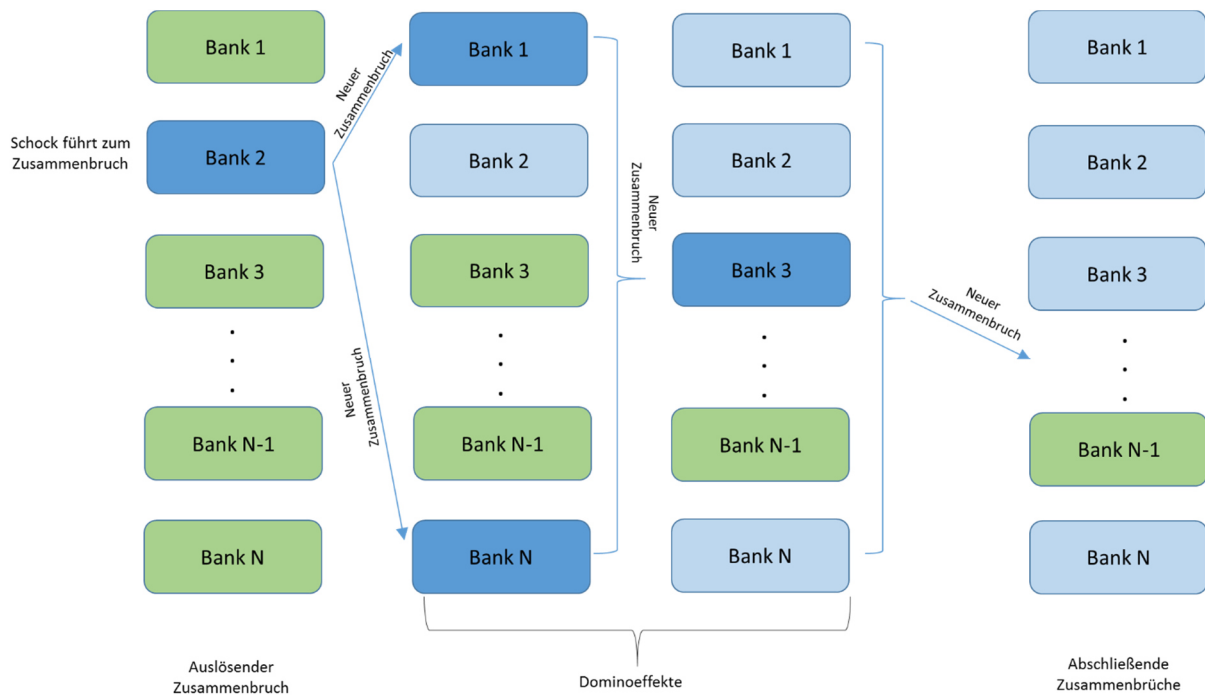 Schock führt zum
Zusammenbruch
Bank 1
Bank 2
Bank 3
Bank N-1
Bank N
Auslösender
Zusammenbruch
Neuer
Zusammenbruch
Neuer
Zusammenbruch
Bank 1
Bank 2
Bank 3
Bank N-1
Bank N
Neuer
Zusammenbruch
Bank 1
Bank 2
Bank 3
Bank N-1
Bank N
Dominoeffekte
Neuer
Zusammenbruch
Bank 1
Bank 2
Bank 3
Bank N-1
Bank N
Abschließende
Zusammenbrüche